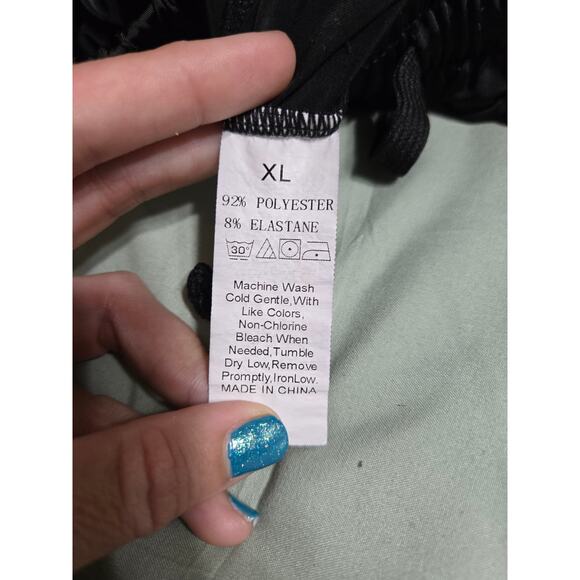 XL
92% POLYESTER
8% ELASTANE
30°
Machine Wash
Cold Gentle,With
Like Colors,
Non-Chlorine
Bleach When
Needed,Tumble
Dry Low,Remove
Promptly,IronLow.
MADE IN CHINA